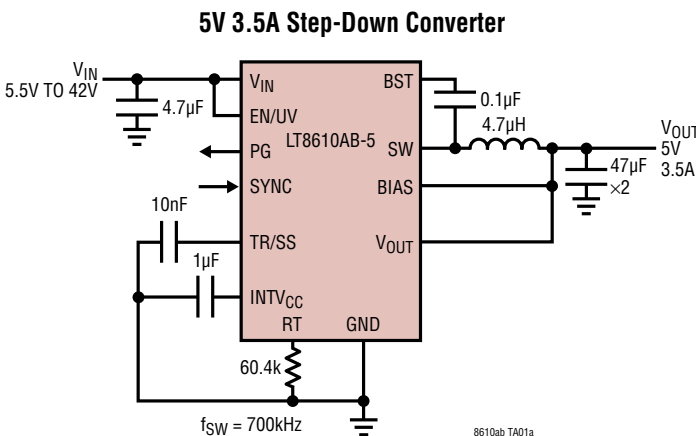 5V 3.5A Step-Down Converter
VIN
5.5V TO 42V
4.7µF
VIN
EN/UV
PG
SYNC
TR/SS
INTVCC
RT
GND
LT8610AB-5
BST
SW
BIAS
VOUT
0.1µF
4.7µH
VOUT
5V
3.5A
47µF
×2
10nF
1µF
60.4k
fSW = 700kHz
8610ab TA01a